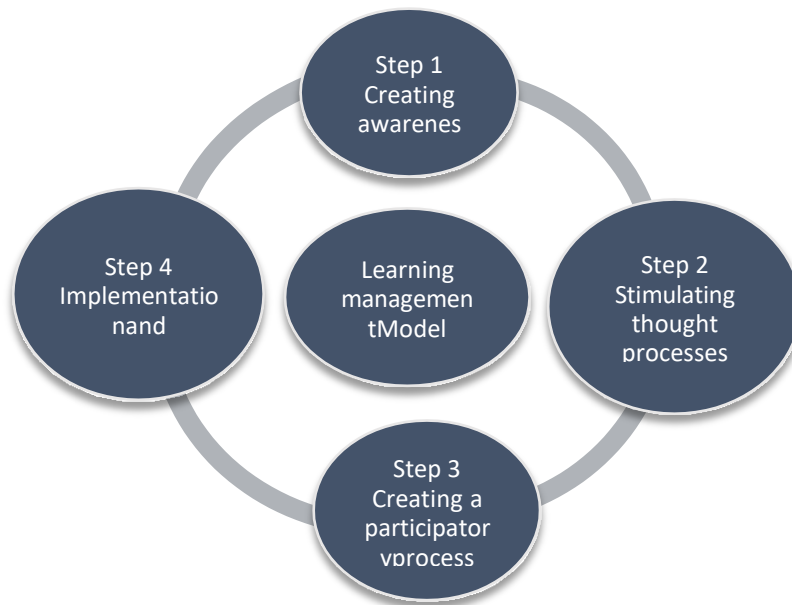 Step 1
Creating
awarenes
Step 2
Stimulating
thought
processes
Step 3
Creating a
participator
yprocess
Step 4
Implementatio
nand
Learning
managemen
tModel